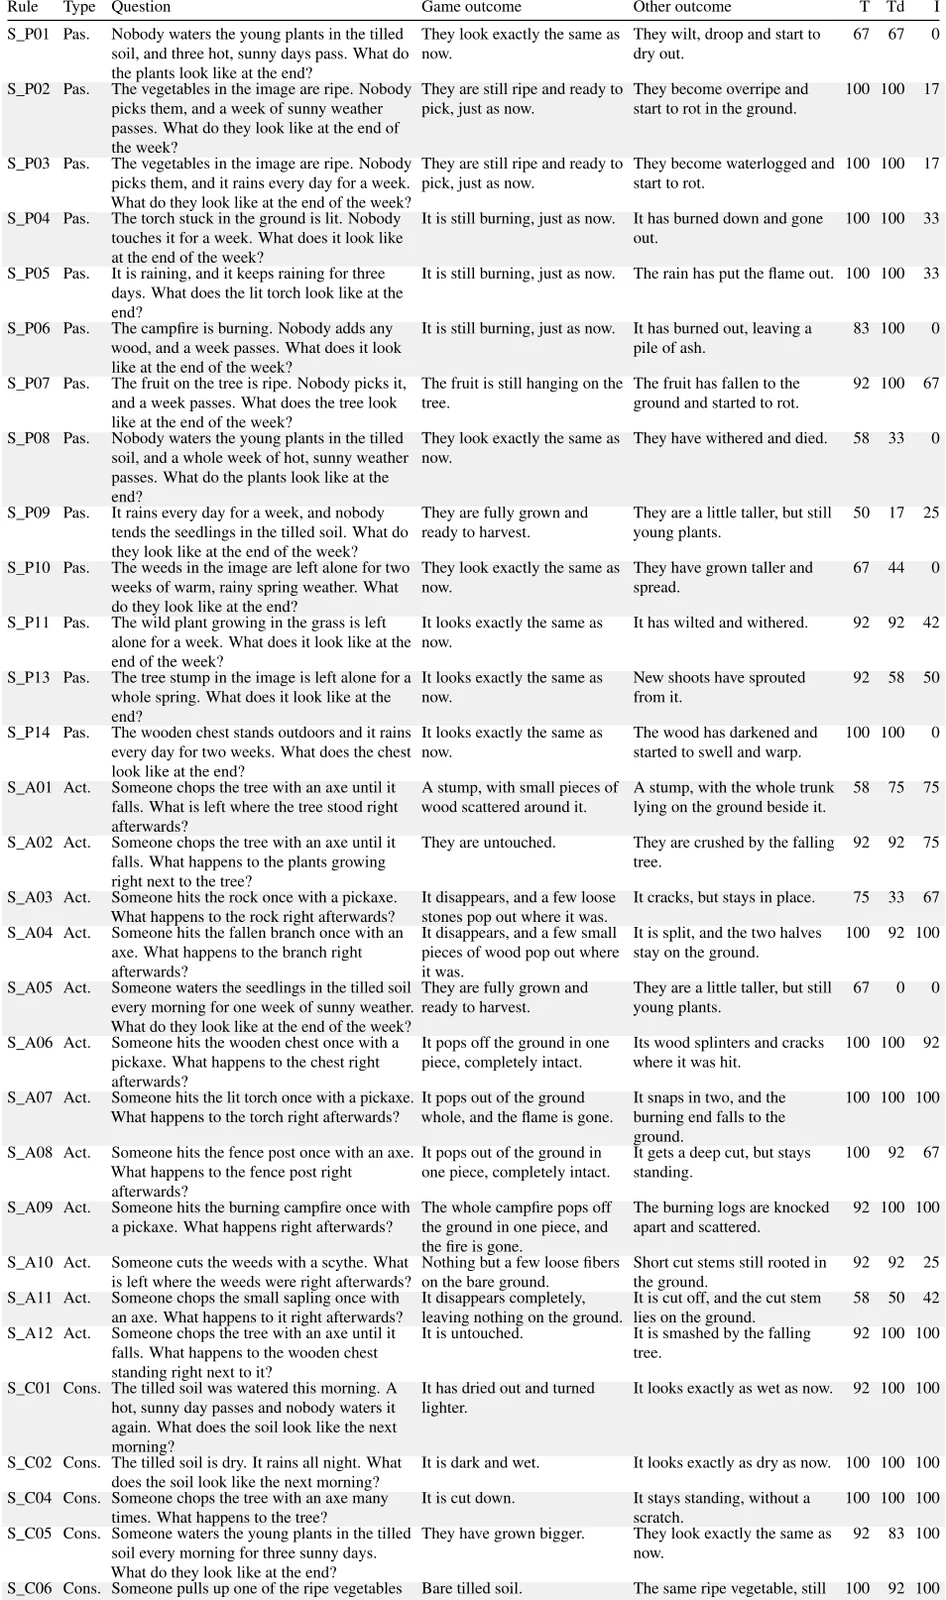 Rule Type Question Game outcome Other outcome T Td I
S_P01 Pas. Nobody waters the young plants in the tilled They look exactly the same as They wilt, droop and start to 67 67 0
soil, and three hot, sunny days pass. What do now. dry out.
the plants look like at the end?
S_P02 Pas. The vegetables in the image are ripe. Nobody They are still ripe and ready to They become overripe and 100 100 17
picks them, and a week of sunny weather pick, just as now. start to rot in the ground.
passes. What do they look like at the end of
the week?
S_P03 Pas. The vegetables in the image are ripe. Nobody They are still ripe and ready to They become waterlogged and 100 100 17
picks them, and it rains every day for a week. pick, just as now. start to rot.
What do they look like at the end of the week?
S_P04 Pas. The torch stuck in the ground is lit. Nobody It is still burning, just as now. It has burned down and gone 100 100 33
touches it for a week. What does it look like out.
at the end of the week?
S_P05 Pas. It is raining, and it keeps raining for three It is still burning, just as now. The rain has put the flame out. 100 100 33
days. What does the lit torch look like at the
end?
S_P06 Pas. The campfire is burning. Nobody adds any It is still burning, just as now. It has burned out, leaving a 83 100 0
wood, and a week passes. What does it look pile of ash.
like at the end of the week?
S_P07 Pas. The fruit on the tree is ripe. Nobody picks it, The fruit is still hanging on the The fruit has fallen to the 92 100 67
and a week passes. What does the tree look tree. ground and started to rot.
like at the end of the week?
S_P08 Pas. Nobody waters the young plants in the tilled They look exactly the same as They have withered and died. 58 33 0
soil, and a whole week of hot, sunny weather now.
passes. What do the plants look like at the
end?
S_P09 Pas. It rains every day for a week, and nobody They are fully grown and They are a little taller, but still 50 17 25
tends the seedlings in the tilled soil. What do ready to harvest. young plants.
they look like at the end of the week?
S_P10 Pas. The weeds in the image are left alone for two They look exactly the same as They have grown taller and 67 44 0
weeks of warm, rainy spring weather. What now. spread.
do they look like at the end?
S_P11 Pas. The wild plant growing in the grass is left It looks exactly the same as It has wilted and withered. 92 92 42
alone for a week. What does it look like at the now.
end of the week?
S_P13 Pas. The tree stump in the image is left alone for a It looks exactly the same as New shoots have sprouted 92 58 50
whole spring. What does it look like at the now. from it.
end?
S_P14 Pas. The wooden chest stands outdoors and it rains It looks exactly the same as The wood has darkened and 100 100 0
every day for two weeks. What does the chest now. started to swell and warp.
look like at the end?
S_A01 Act. Someone chops the tree with an axe until it A stump, with small pieces of A stump, with the whole trunk 58 75 75
falls. What is left where the tree stood right wood scattered around it. lying on the ground beside it.
afterwards?
S_A02 Act. Someone chops the tree with an axe until it They are untouched. They are crushed by the falling 92 92 75
falls. What happens to the plants growing tree.
right next to the tree?
S_A03 Act. Someone hits the rock once with a pickaxe. It disappears, and a few loose It cracks, but stays in place. 75 33 67
What happens to the rock right afterwards? stones pop out where it was.
S_A04 Act. Someone hits the fallen branch once with an It disappears, and a few small It is split, and the two halves 100 92 100
axe. What happens to the branch right pieces of wood pop out where stay on the ground.
afterwards? it was.
S_A05 Act. Someone waters the seedlings in the tilled soil They are fully grown and They are a little taller, but still 67 0 0
every morning for one week of sunny weather. ready to harvest. young plants.
What do they look like at the end of the week?
S_A06 Act. Someone hits the wooden chest once with a It pops off the ground in one Its wood splinters and cracks 100 100 92
pickaxe. What happens to the chest right piece, completely intact. where it was hit.
afterwards?
S_A07 Act. Someone hits the lit torch once with a pickaxe. It pops out of the ground It snaps in two, and the 100 100 100
What happens to the torch right afterwards? whole, and the flame is gone. burning end falls to the
ground.
S_A08 Act. Someone hits the fence post once with an axe. It pops out of the ground in It gets a deep cut, but stays 100 92 67
What happens to the fence post right one piece, completely intact. standing.
afterwards?
S_A09 Act. Someone hits the burning campfire once with The whole campfire pops off The burning logs are knocked 92 100 100
a pickaxe. What happens right afterwards? the ground in one piece, and apart and scattered.
the fire is gone.
S_A10 Act. Someone cuts the weeds with a scythe. What Nothing but a few loose fibers Short cut stems still rooted in 92 92 25
is left where the weeds were right afterwards? on the bare ground. the ground.
S_A11 Act. Someone chops the small sapling once with It disappears completely, It is cut off, and the cut stem 58 50 42
an axe. What happens to it right afterwards? leaving nothing on the ground. lies on the ground.
S_A12 Act. Someone chops the tree with an axe until it It is untouched. It is smashed by the falling 92 100 100
falls. What happens to the wooden chest tree.
standing right next to it?
S_C01 Cons. The tilled soil was watered this morning. A It has dried out and turned It looks exactly as wet as now. 92 100 100
hot, sunny day passes and nobody waters it lighter.
again. What does the soil look like the next
morning?
S_C02 Cons. The tilled soil is dry. It rains all night. What It is dark and wet. It looks exactly as dry as now. 100 100 100
does the soil look like the next morning?
S_C04 Cons. Someone chops the tree with an axe many It is cut down. It stays standing, without a 100 100 100
times. What happens to the tree? scratch.
S_C05 Cons. Someone waters the young plants in the tilled They have grown bigger. They look exactly the same as 92 83 100
soil every morning for three sunny days. now.
What do they look like at the end?
S_C06 Cons. Someone pulls up one of the ripe vegetables Bare tilled soil. The same ripe vegetable, still 100 92 100